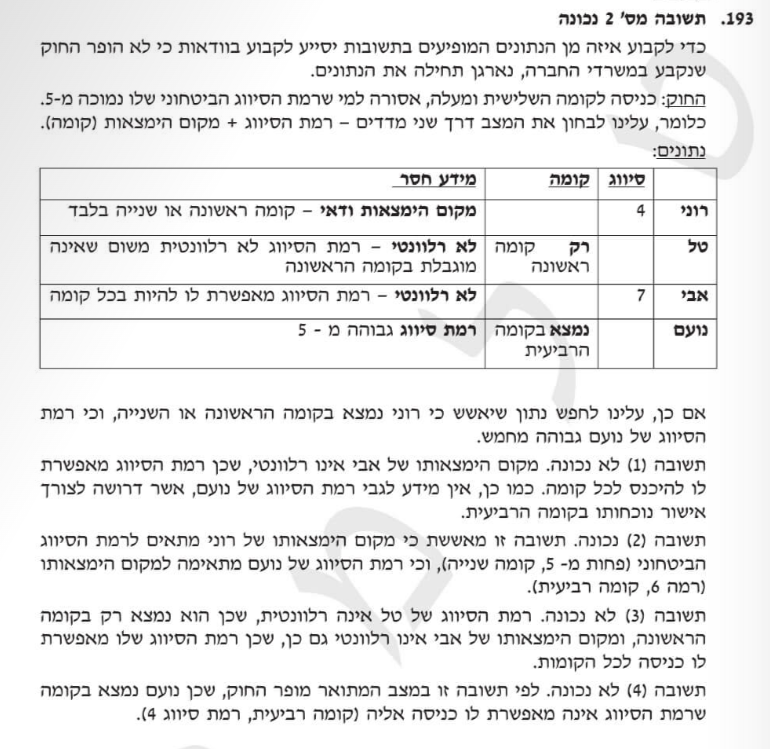 193. תשובה מס' 2 נכונה
כדי לקבוע איזה מן הנתונים המופיעים בתשובות יסייע לקבוע בוודאות כי לא הופר החוק
שנקבע במשרדי החברה, נארגן תחילה את הנתונים.
החוק: כניסה לקומה השלישית ומעלה, אסורה למי שרמת הסיווג הביטחוני שלו נמוכה מ-5.
כלומר, עלינו לבחון את המצב דרך שני מדדים – רמת הסיווג + מקום הימצאות (קומה).
נתונים:
סיווג קומה מידע חסר
רוני 4 מקום הימצאות ודאי – קומה ראשונה או שנייה בלבד
טל רק קומה לא רלוונטי – רמת הסיווג לא רלוונטית משום שאינה
ראשונה מוגבלת בקומה הראשונה
אבי 7 לא רלוונטי – רמת הסיווג מאפשרת לו להיות בכל קומה
נועם נמצא בקומה רמת סיווג גבוהה מ - 5
הרביעית
אם כן, עלינו לחפש נתון שיאשש כי רוני נמצא בקומה הראשונה או השנייה, וכי רמת
הסיווג של נועם גבוהה מחמש.
תשובה (1) לא נכונה. מקום הימצאותו של אבי אינו רלוונטי, שכן רמת הסיווג מאפשרת
לו להיכנס לכל קומה. כמו כן, אין מידע לגבי רמת הסיווג של נועם, אשר דרושה לצורך
אישור נוכחותו בקומה הרביעית.
תשובה (2) נכונה. תשובה זו מאששת כי מקום הימצאותו של רוני מתאים לרמת הסיווג
הביטחוני (פחות מ- 5, קומה שנייה), וכי רמת הסיווג של נועם מתאימה למקום הימצאותו
(רמה 6, קומה רביעית).
תשובה (3) לא נכונה. רמת הסיווג של טל אינה רלוונטית, שכן הוא נמצא רק בקומה
הראשונה, ומקום הימצאותו של אבי אינו רלוונטי גם כן, שכן רמת הסיווג שלו מאפשרת
לו כניסה לכל הקומות.
תשובה (4) לא נכונה. לפי תשובה זו במצב המתואר מופר החוק, שכן נועם נמצא בקומה
שרמת הסיווג אינה מאפשרת לו כניסה אליה (קומה רביעית, רמת סיווג 4).